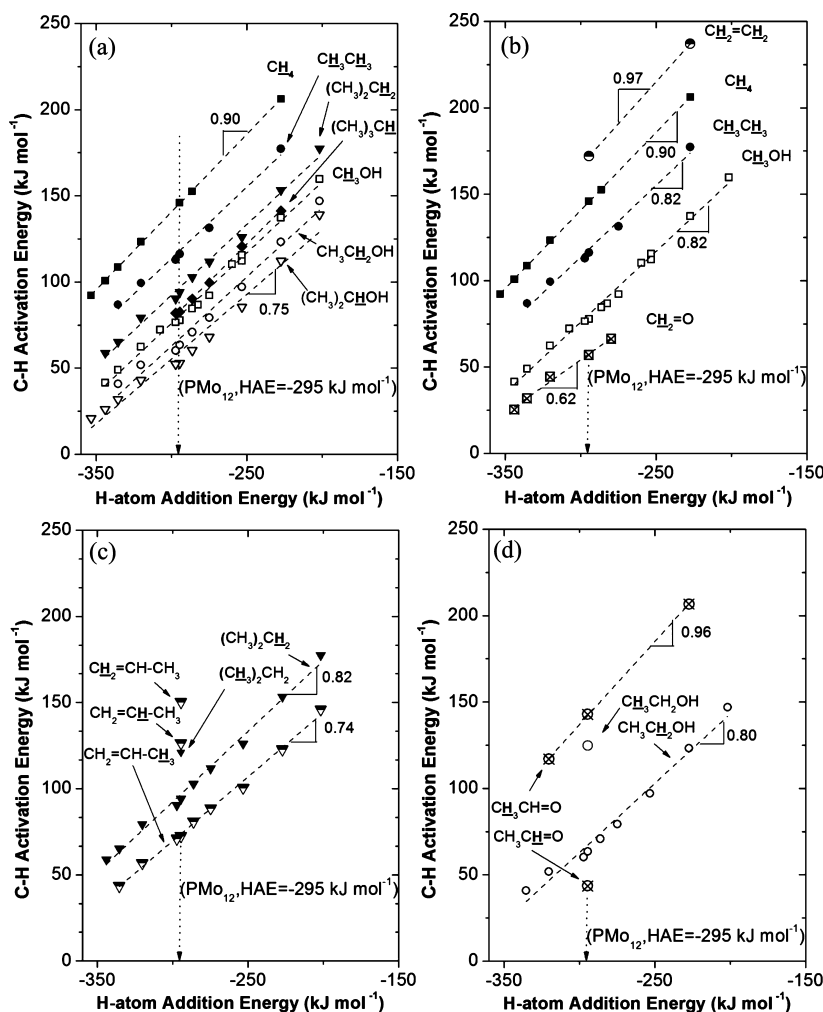 (a)
C-H Activation Energy (kJ mol⁻¹)
250
200
150
100
50
0
CH₄
CH₃CH₃
(CH₃)₂CH₂
(CH₃)₃CH
CH₃OH
CH₃CH₂OH
(CH₃)₂CHOH
0.90
0.75
(PMo₁₂,HAE=-295 kJ mol⁻¹)
-350 -250 -150
H-atom Addition Energy (kJ mol⁻¹)
(b)
C-H Activation Energy (kJ mol⁻¹)
250
200
150
100
50
0
CH₂=CH₂
CH₄
CH₃CH₃
CH₃OH
CH₂=O
0.97
0.90
0.82
0.82
0.62
(PMo₁₂,HAE=-295 kJ mol⁻¹)
-350 -250 -150
H-atom Addition Energy (kJ mol⁻¹)
(c)
C-H Activation Energy (kJ mol⁻¹)
250
200
150
100
50
0
(CH₃)₂CH₂
(CH₃)₂CH₂
CH₂=CH-CH₃
CH₂=CH-CH₃
CH₂=CH-CH₃
0.82
0.74
(PMo₁₂,HAE=-295 kJ mol⁻¹)
-350 -250 -150
H-atom Addition Energy (kJ mol⁻¹)
(d)
C-H Activation Energy (kJ mol⁻¹)
250
200
150
100
50
0
0.96
CH₃CH₂OH
CH₃CH₂OH
0.80
CH₃CH=O
CH₃CH=O
(PMo₁₂,HAE=-295 kJ mol⁻¹)
-350 -250 -150
H-atom Addition Energy (kJ mol⁻¹)